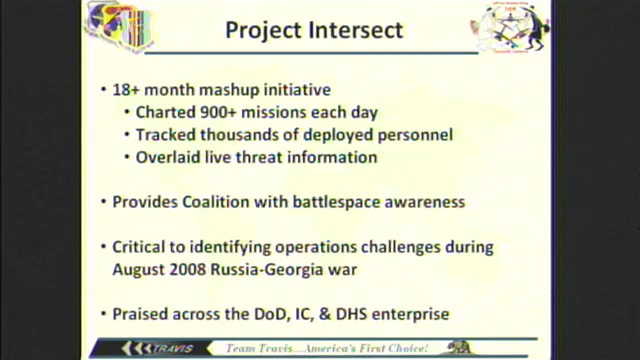 Project Intersect
• 18+ month mashup initiative
• Charted 900+ missions each day
• Tracked thousands of deployed personnel
• Overlaid live threat information
• Provides Coalition with battlespace awareness
• Critical to identifying operations challenges during
August 2008 Russia-Georgia war
• Praised across the DoD, IC, & DHS enterprise
TRAVIS
Team Travis....America's First Choice!